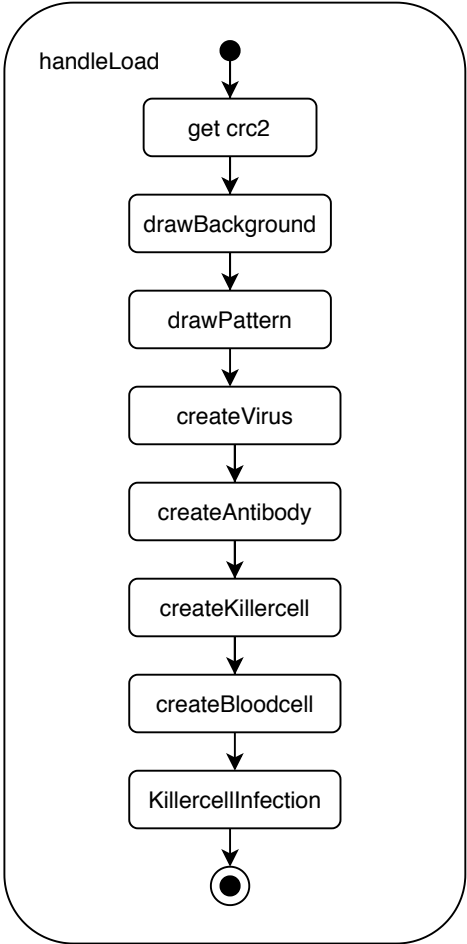 handleLoad
get crc2
drawBackground
drawPattern
createVirus
createAntibody
createKillercell
createBloodcell
KillercellInfection